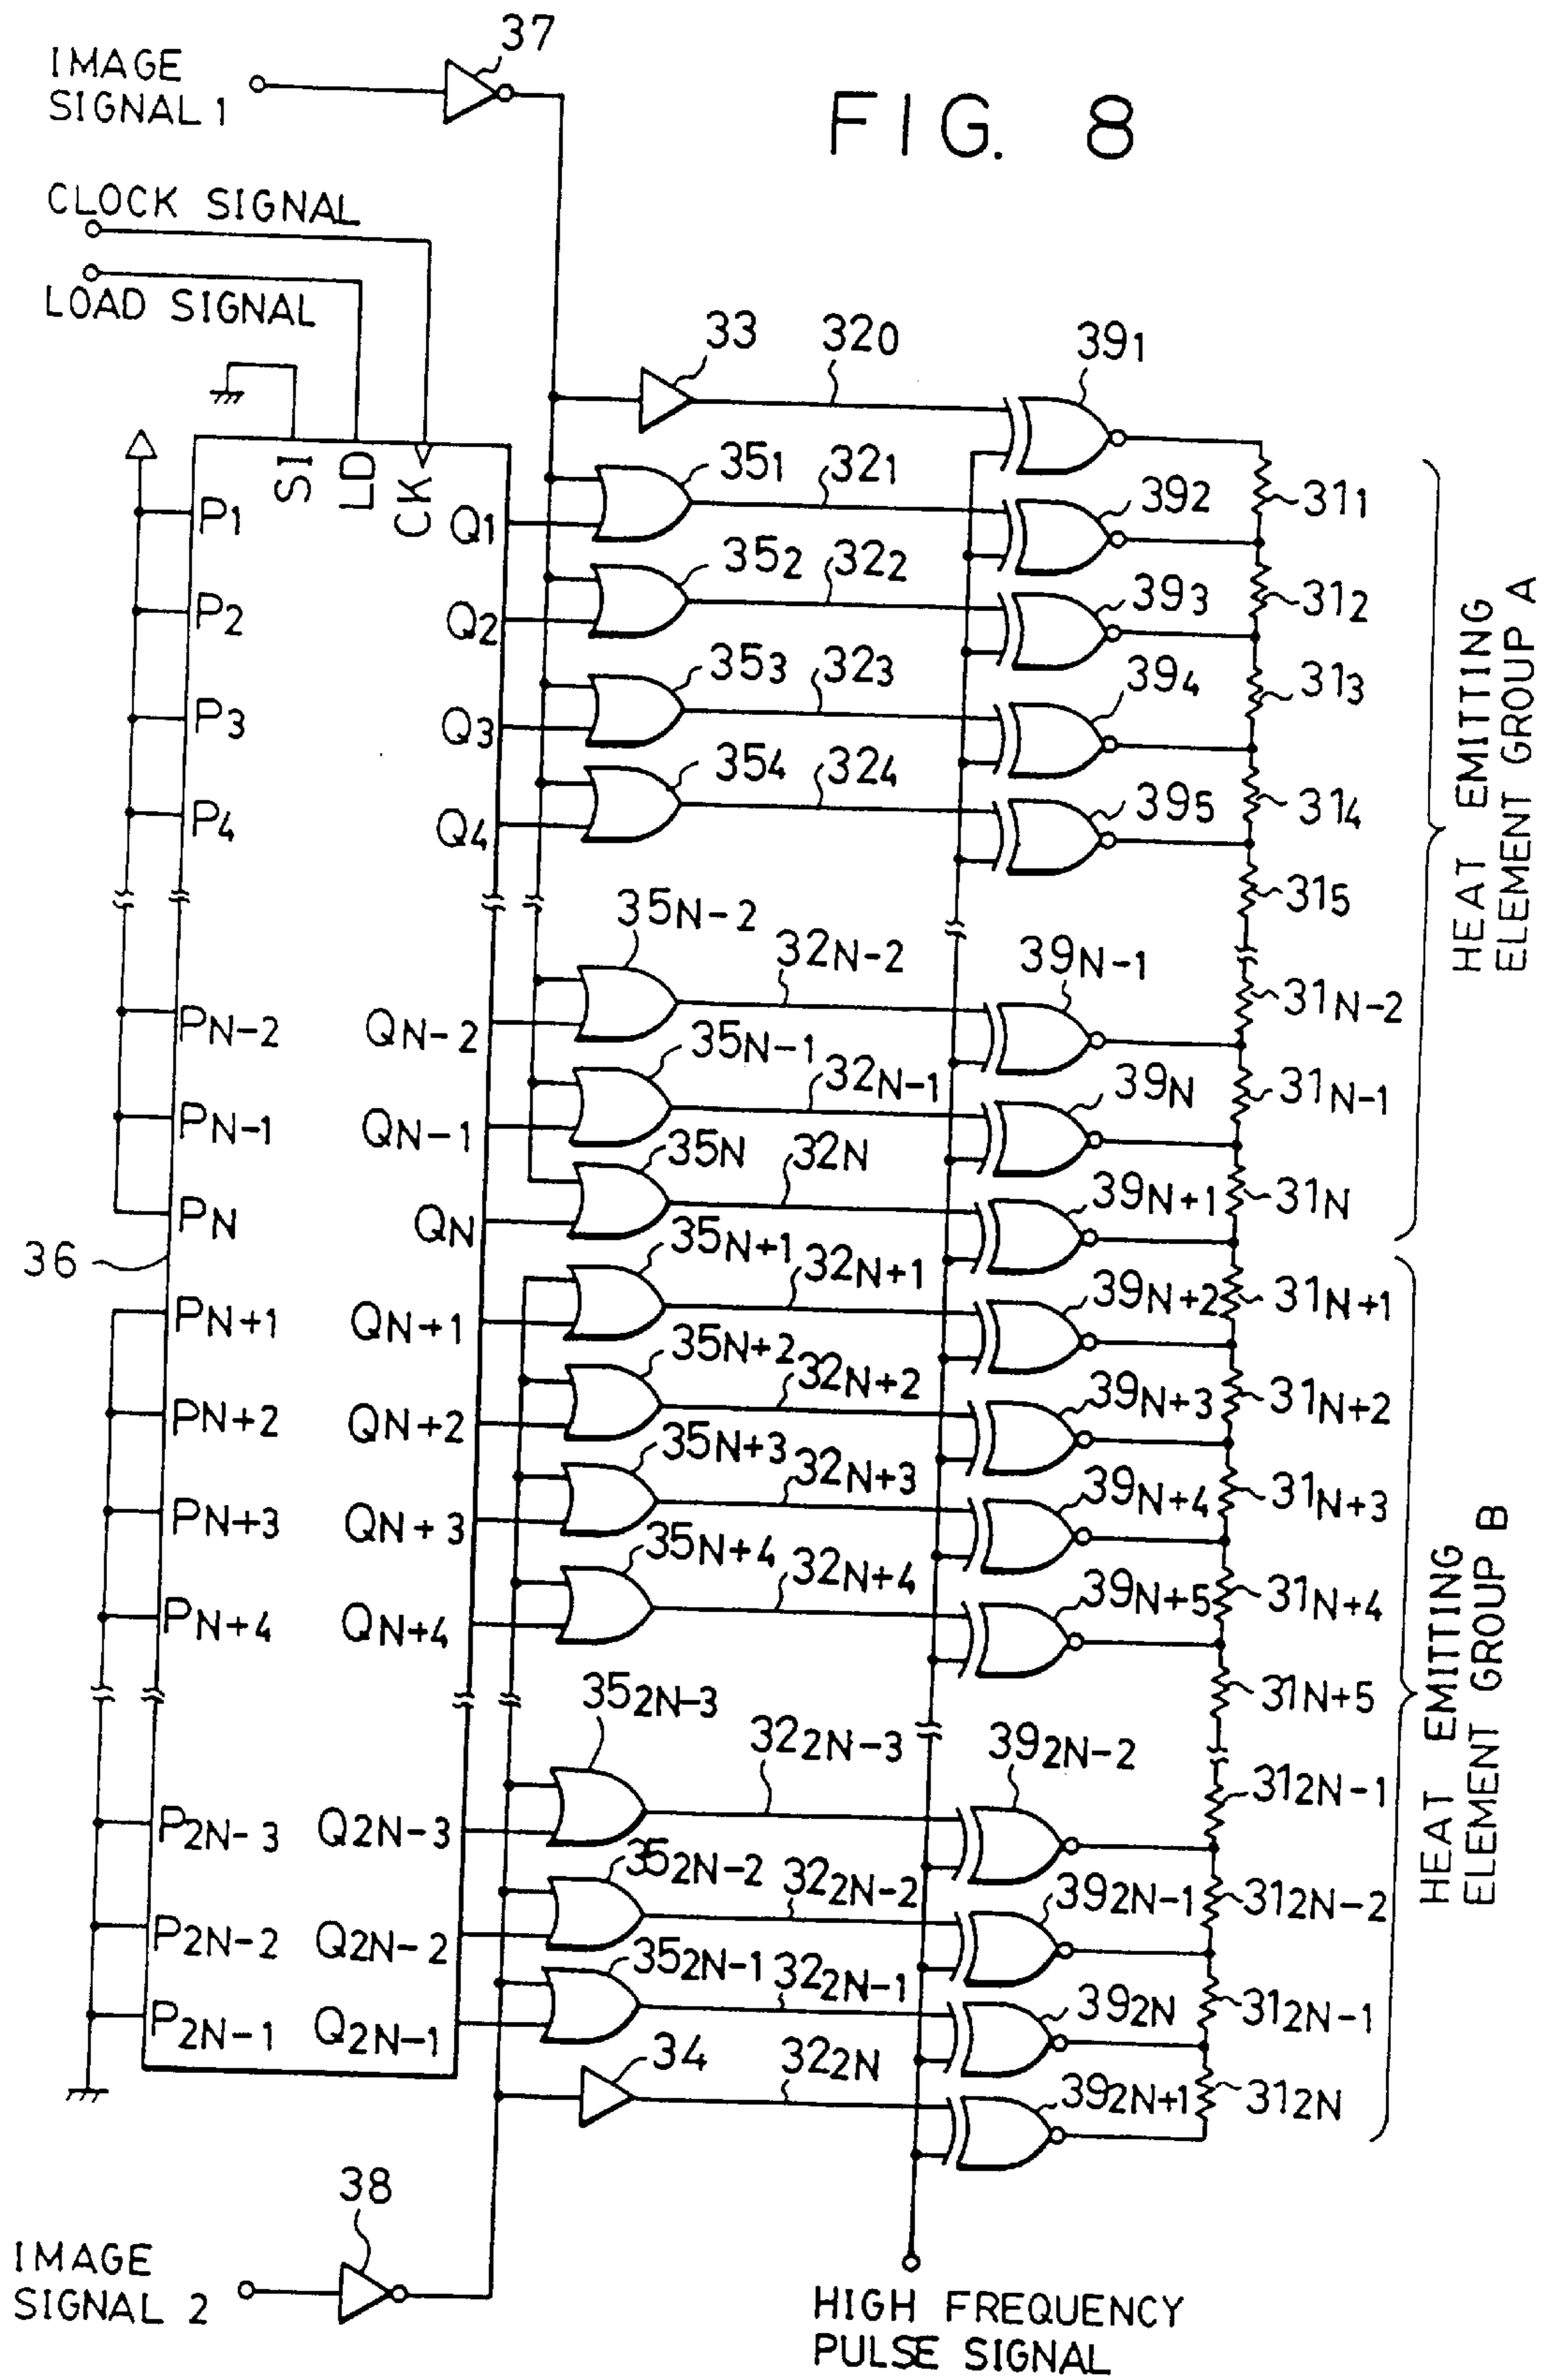 37
IMAGE
SIGNAL 1
FIG. 8
CLOCK SIGNAL
LOAD SIGNAL
33 320 391
SI LD CK
351 321 311
P1 Q1 392
352 322 312
P2 Q2 393
353 323 313
P3 Q3 394
354 324 314
P4 Q4 395
315
35N-2 32N-2 39N-1 31N-2
PN-2 QN-2
35N-1 32N-1 39N 31N-1
PN-1 QN-1
35N 32N 39N+1 31N
PN QN
36
35N+1 32N+1 39N+2 31N+1
PN+1 QN+1
35N+2 32N+2 39N+3 31N+2
PN+2 QN+2
35N+3 32N+3 39N+4 31N+3
PN+3 QN+3
35N+4 32N+4 39N+5 31N+4
PN+4 QN+4
31N+5
352N-3 322N-3 392N-2 312N-1
P2N-3 Q2N-3
352N-2 322N-2 392N-1 312N-2
P2N-2 Q2N-2
352N-1 322N-1 392N 312N-1
P2N-1 Q2N-1
34 322N 392N+1 312N
HEAT EMITTING
ELEMENT GROUP A
HEAT EMITTING
ELEMENT GROUP B
38
IMAGE
SIGNAL 2
HIGH FREQUENCY
PULSE SIGNAL